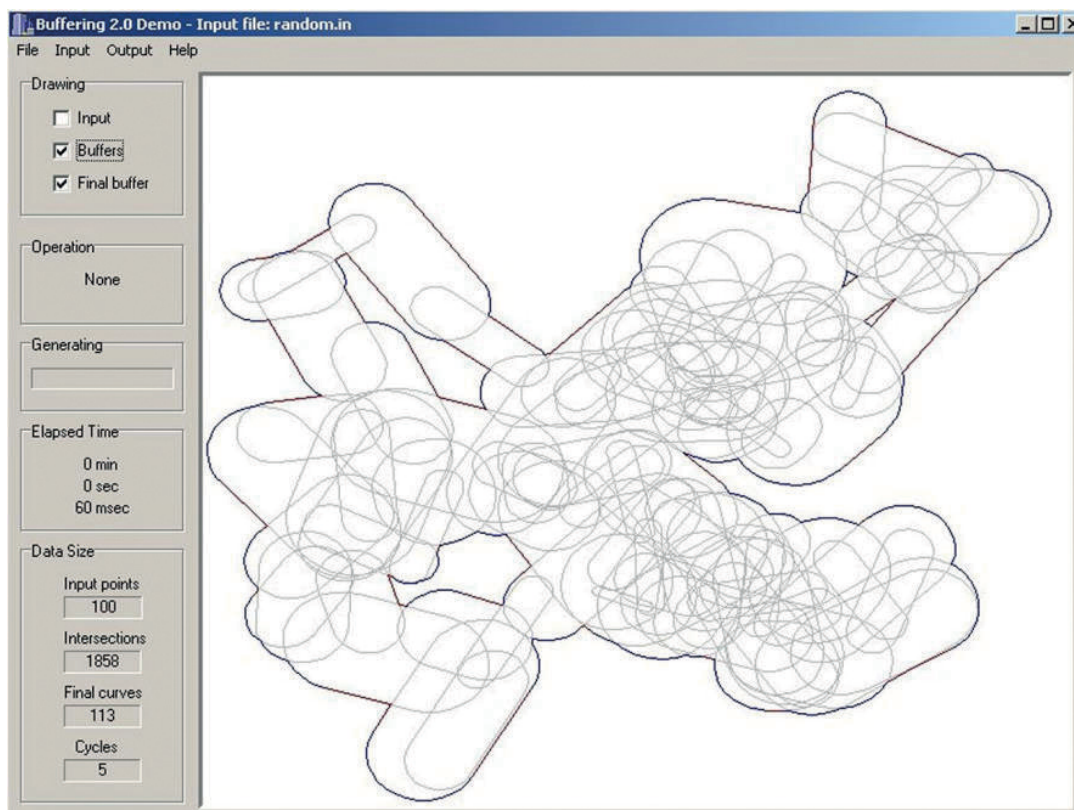 Buffering 2.0 Demo - Input file: random.in
File Input Output Help
Drawing
Input
Buffers
Final buffer
Operation
None
Generating
Elapsed Time
0 min
0 sec
60 msec
Data Size
Input points
100
Intersections
1858
Final curves
113
Cycles
5